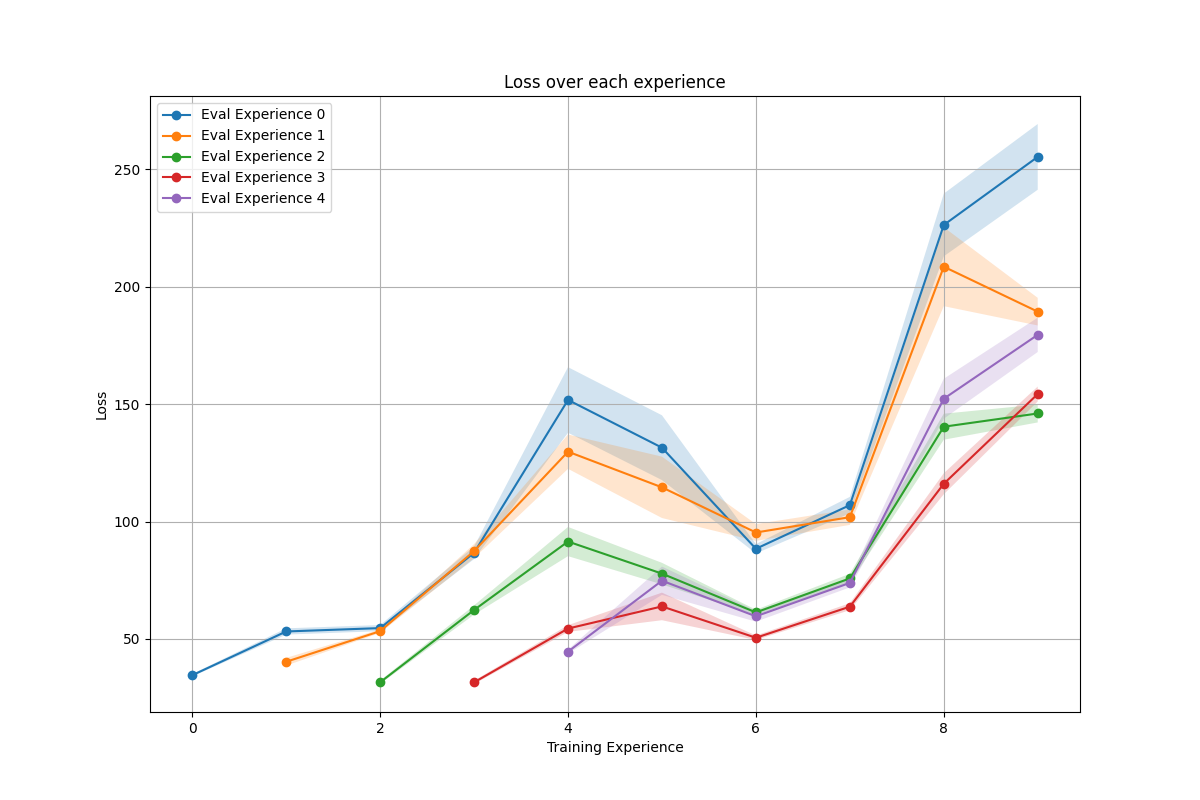 Loss over each experience
Eval Experience 0
Eval Experience 1
Eval Experience 2
Eval Experience 3
Eval Experience 4
250
200
150
100
50
Loss
0 2 4 6 8
Training Experience